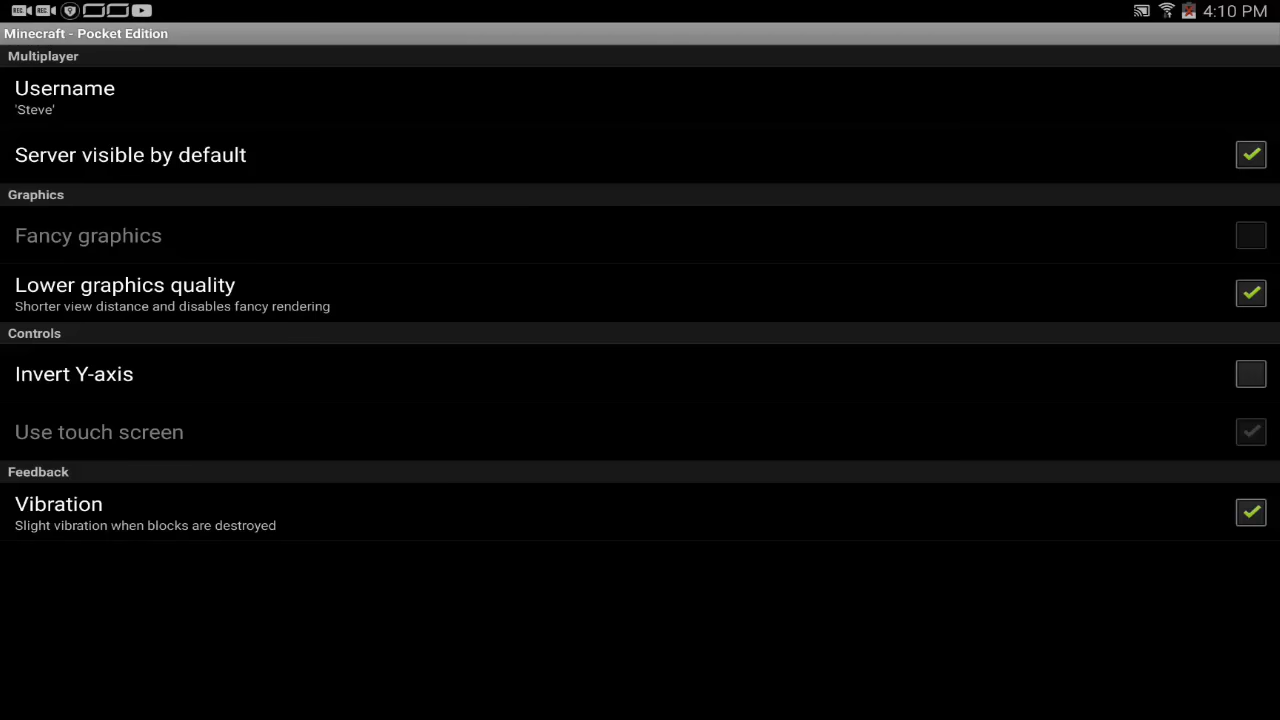 4:10 PM
Minecraft - Pocket Edition
Multiplayer
Username
'Steve'
Server visible by default
Graphics
Fancy graphics
Lower graphics quality
Shorter view distance and disables fancy rendering
Controls
Invert Y-axis
Use touch screen
Feedback
Vibration
Slight vibration when blocks are destroyed